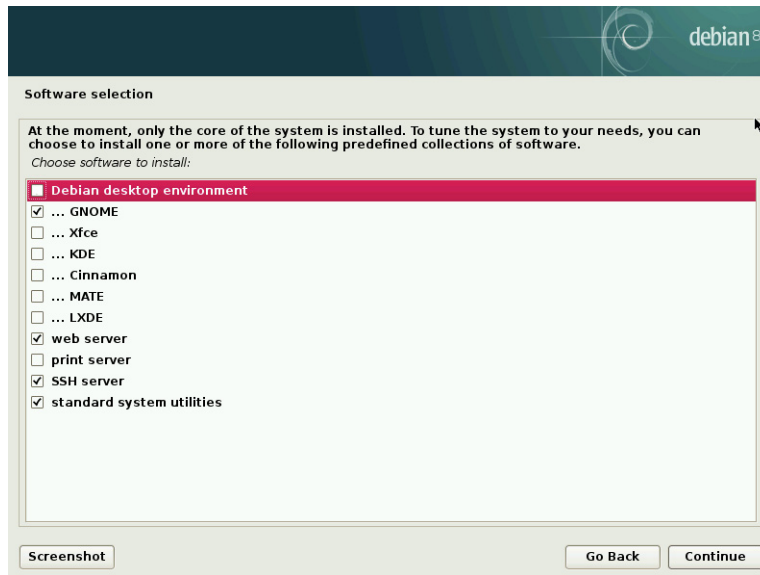 debian 8
Software selection
At the moment, only the core of the system is installed. To tune the system to your needs, you can
choose to install one or more of the following predefined collections of software.
Choose software to install:
Debian desktop environment
... GNOME
... Xfce
... KDE
... Cinnamon
... MATE
... LXDE
web server
print server
SSH server
standard system utilities
Screenshot
Go Back
Continue